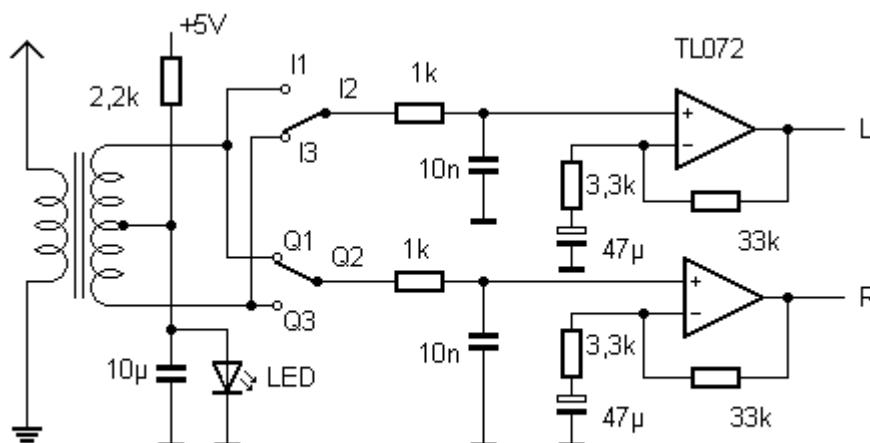 +5V
TL072
2,2k
I1
I2
I3
1k
10n
3,3k
47µ
33k
L
Q1
Q2
Q3
1k
10n
3,3k
47µ
33k
R
10µ
LED